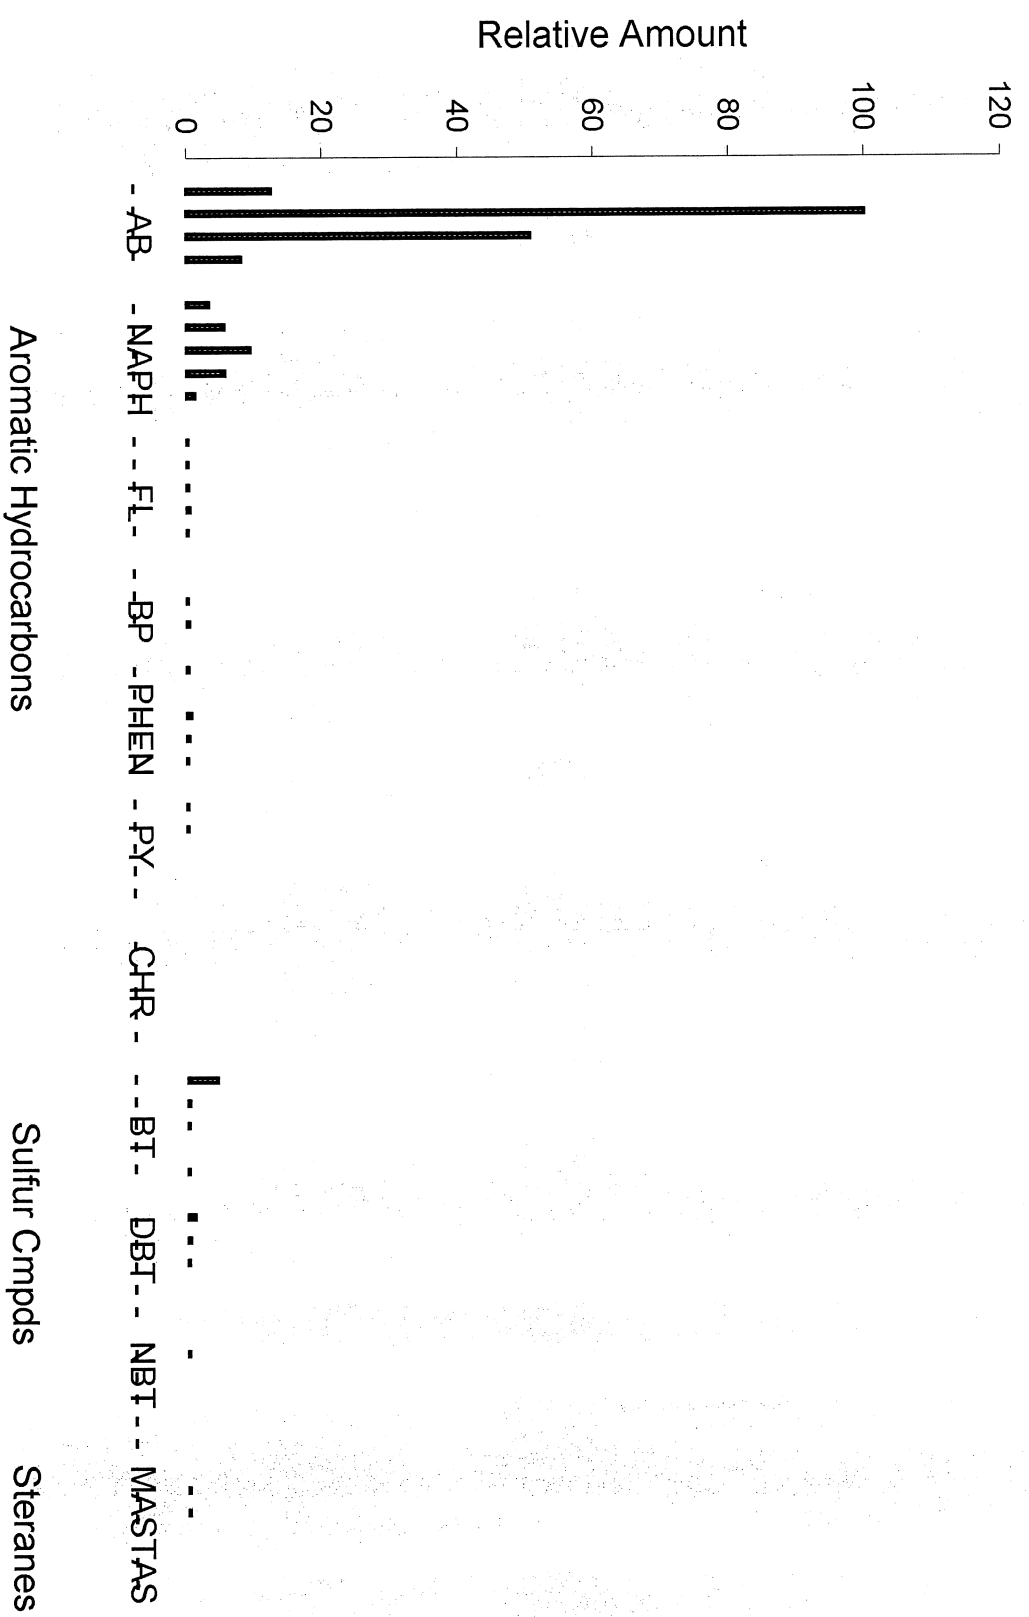 Relative Amount
120
100
80
60
40
20
0
- AB
- NAPH
- - FL -
- - BP
- PHEN
- - PY - -
CHR -
- - BT -
DBT - -
NBT - -
MAS TAS
Aromatic Hydrocarbons
Sulfur Cmpds
Steranes